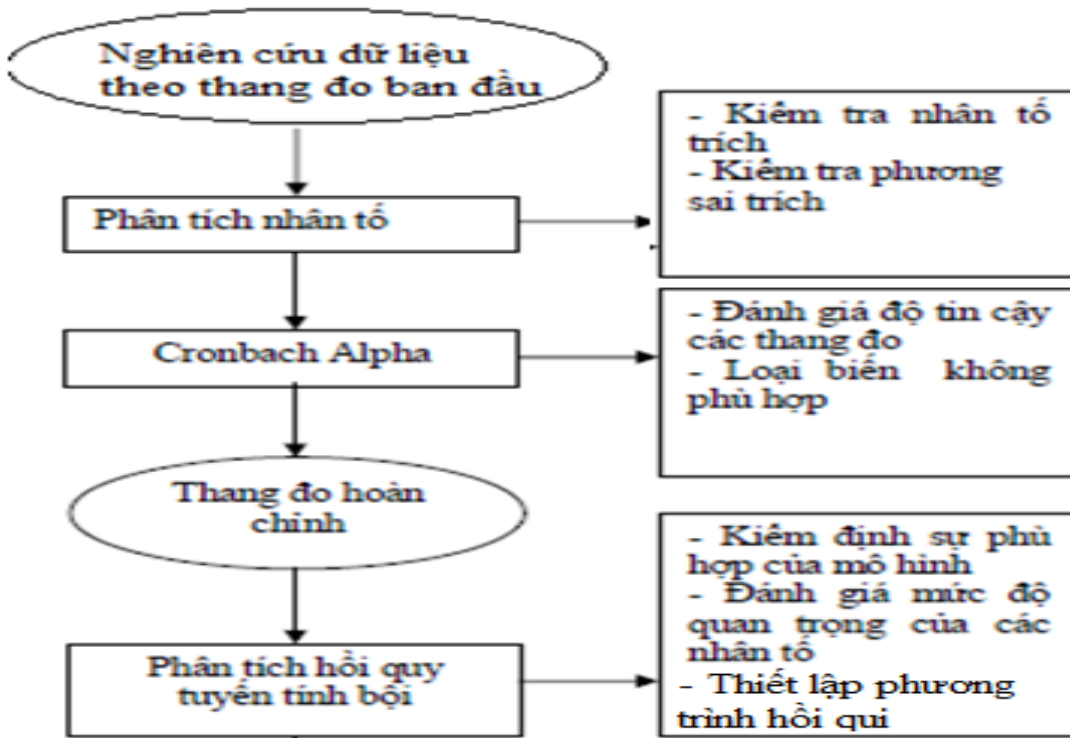 Nghiên cứu dữ liệu
theo thang đo ban đầu
- Kiểm tra nhân tố
trích
- Kiểm tra phương
sai trích
Phân tích nhân tố
- Đánh giá độ tin cậy
các thang đo
- Loại biến không
phù hợp
Cronbach Alpha
Thang đo hoàn
chỉnh
- Kiểm định sự phù
hợp của mô hình
- Đánh giá mức độ
quan trọng của các
nhân tố
- Thiết lập phương
trình hồi qui
Phân tích hồi quy
tuyến tính bội